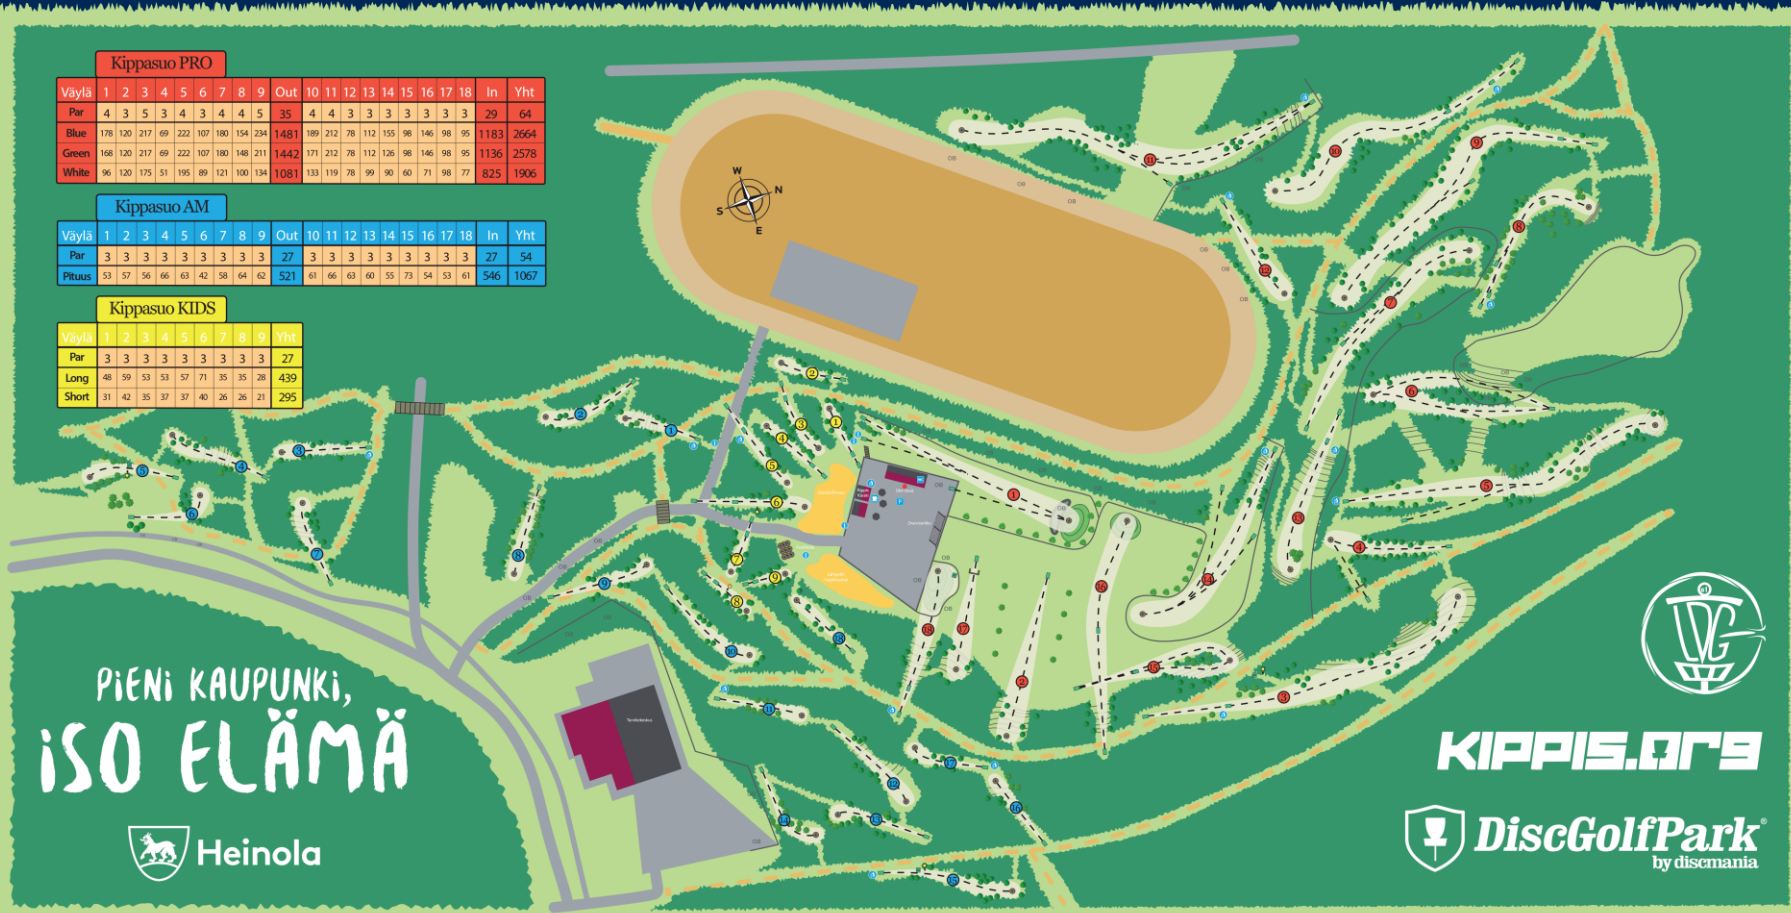 Kippasuo PRO
Väylä 1 2 3 4 5 6 7 8 9 Out 10 11 12 13 14 15 16 17 18 In Yht
Par 4 3 5 3 4 3 4 4 5 35 4 4 3 3 3 3 3 3 3 29 64
Blue 178 120 217 69 222 107 180 154 234 1481 189 212 78 112 155 98 146 98 95 1183 2664
Green 168 120 217 69 222 107 180 148 211 1442 171 212 78 112 126 98 146 98 95 1136 2578
White 96 120 175 51 195 89 121 100 134 1081 133 119 78 99 90 60 71 98 77 825 1906
Kippasuo AM
Väylä 1 2 3 4 5 6 7 8 9 Out 10 11 12 13 14 15 16 17 18 In Yht
Par 3 3 3 3 3 3 3 3 3 27 3 3 3 3 3 3 3 3 3 27 54
Pituus 53 57 56 66 63 42 58 64 62 521 61 66 63 60 55 73 54 53 61 546 1067
Kippasuo KIDS
Väylä 1 2 3 4 5 6 7 8 9 Yht
Par 3 3 3 3 3 3 3 3 3 27
Long 48 59 53 53 57 71 35 35 28 439
Short 31 42 35 37 37 40 26 26 21 295
W
N
S
E
PIENI KAUPUNKI,
ISO ELÄMÄ
Heinola
KIPPIS.ORG
DiscGolfPark®
by discmania